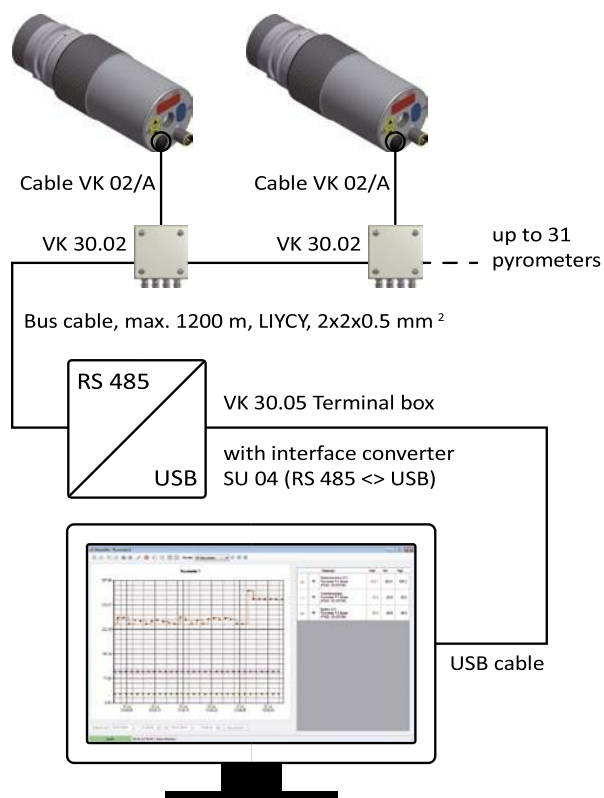 Cable VK 02/A
Cable VK 02/A
VK 30.02
VK 30.02
up to 31
pyrometers
Bus cable, max. 1200 m, LIYCY, 2x2x0.5 mm ²
RS 485
USB
VK 30.05 Terminal box
with interface converter
SU 04 (RS 485 <> USB)
USB cable